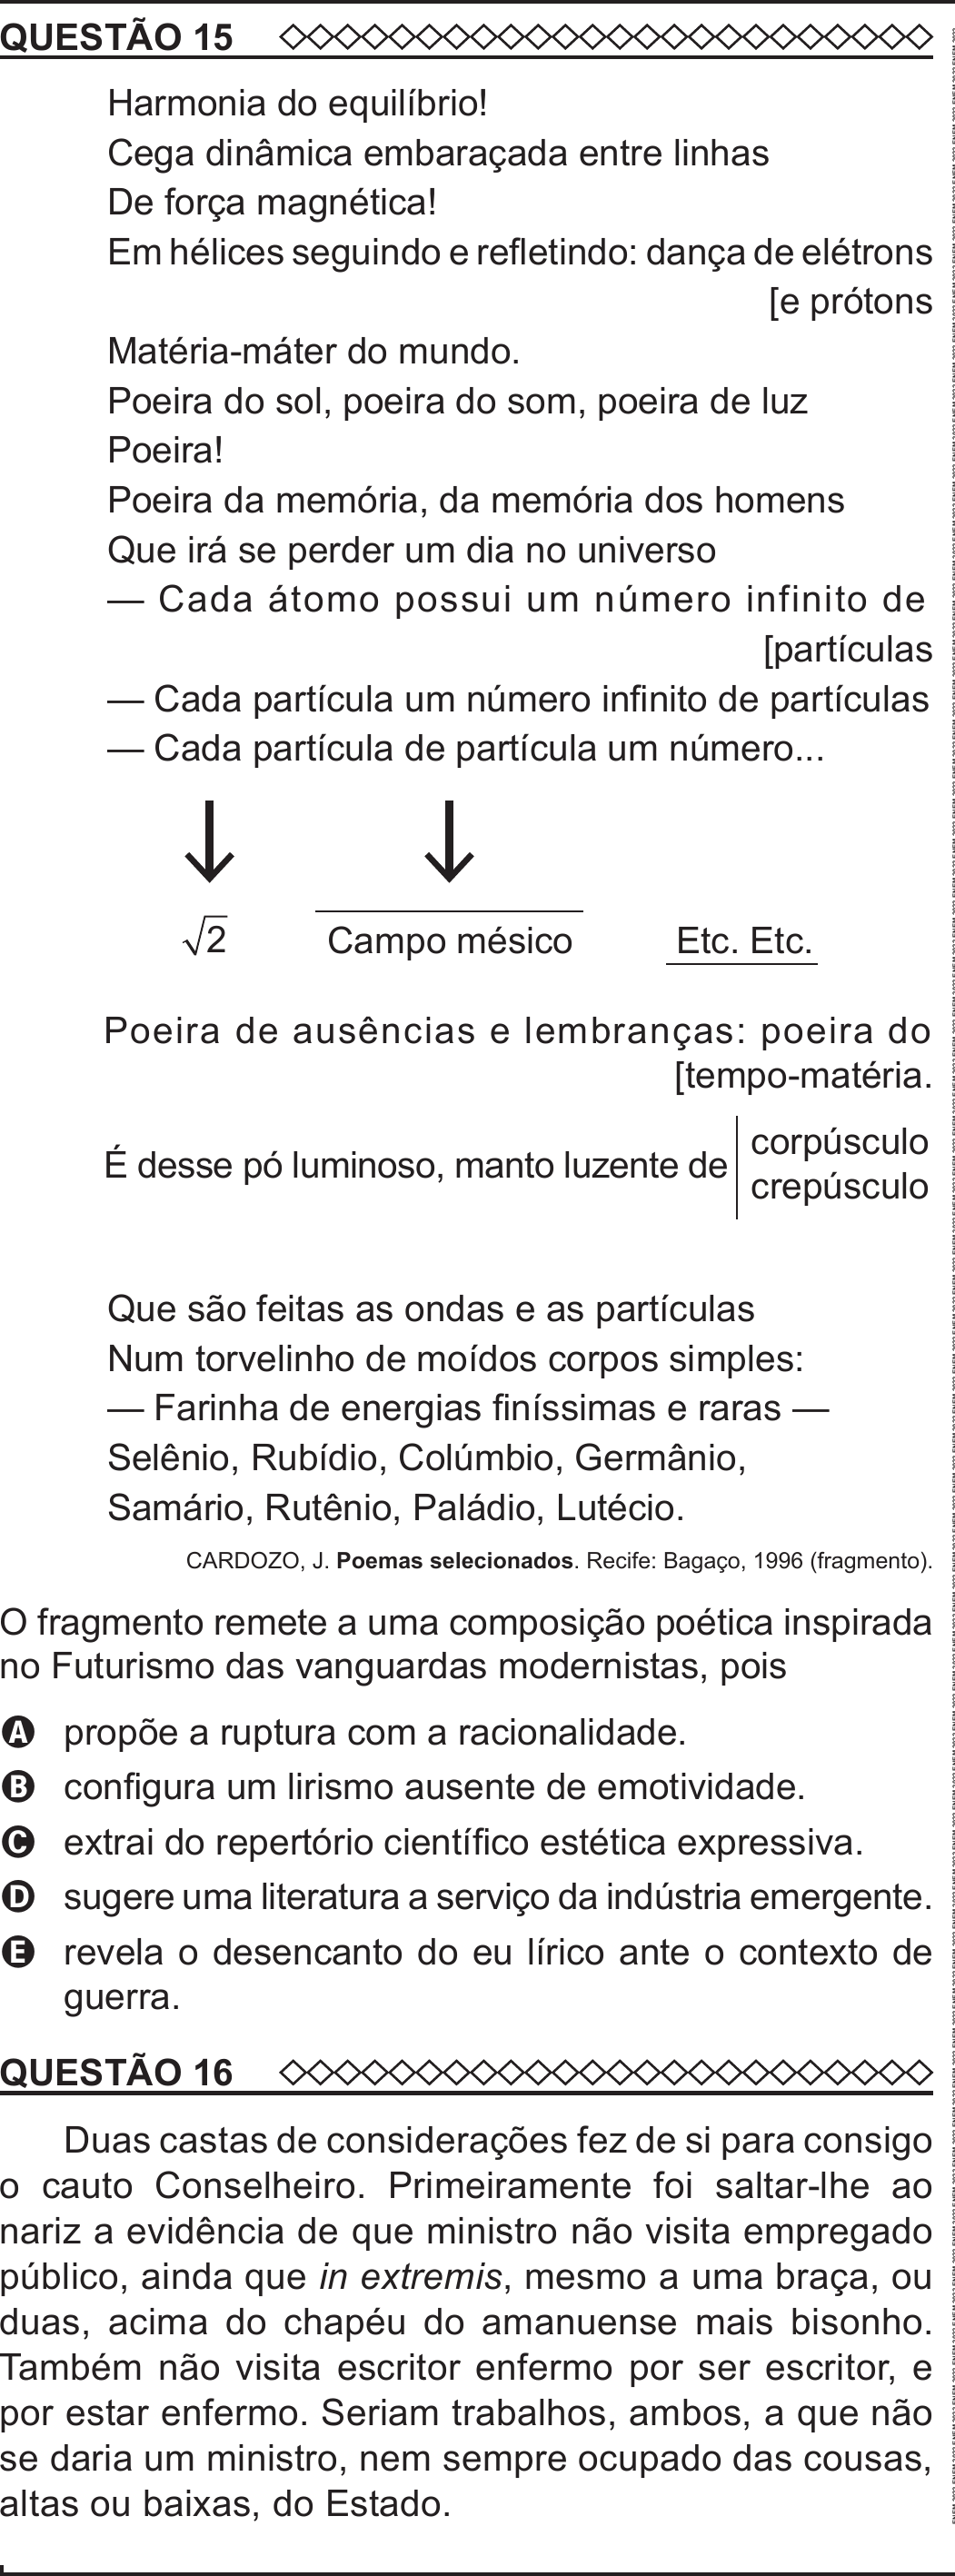 QUESTÃO 15
Harmonia do equilíbrio!
Cega dinâmica embaraçada entre linhas
De força magnética!
Em hélices seguindo e refletindo: dança de elétrons
[e prótons
Matéria-máter do mundo.
Poeira do sol, poeira do som, poeira de luz
Poeira!
Poeira da memória, da memória dos homens
Que irá se perder um dia no universo
— Cada átomo possui um número infinito de
[partículas
— Cada partícula um número infinito de partículas
— Cada partícula de partícula um número...
↓ ↓
√2 Campo mésico Etc. Etc.
Poeira de ausências e lembranças: poeira do
[tempo-matéria.
É desse pó luminoso, manto luzente de
corpúsculo
crepúsculo
Que são feitas as ondas e as partículas
Num torvelinho de moídos corpos simples:
— Farinha de energias finíssimas e raras —
Selênio, Rubídio, Colúmbio, Germânio,
Samário, Rutênio, Paládio, Lutécio.
CARDOZO, J. Poemas selecionados. Recife: Bagaço, 1996 (fragmento).
O fragmento remete a uma composição poética inspirada
no Futurismo das vanguardas modernistas, pois
A propõe a ruptura com a racionalidade.
B configura um lirismo ausente de emotividade.
C extrai do repertório científico estética expressiva.
D sugere uma literatura a serviço da indústria emergente.
E revela o desencanto do eu lírico ante o contexto de
guerra.
QUESTÃO 16
Duas castas de considerações fez de si para consigo
o cauto Conselheiro. Primeiramente foi saltar-lhe ao
nariz a evidência de que ministro não visita empregado
público, ainda que in extremis, mesmo a uma braça, ou
duas, acima do chapéu do amanuense mais bisonho.
Também não visita escritor enfermo por ser escritor, e
por estar enfermo. Seriam trabalhos, ambos, a que não
se daria um ministro, nem sempre ocupado das cousas,
altas ou baixas, do Estado.